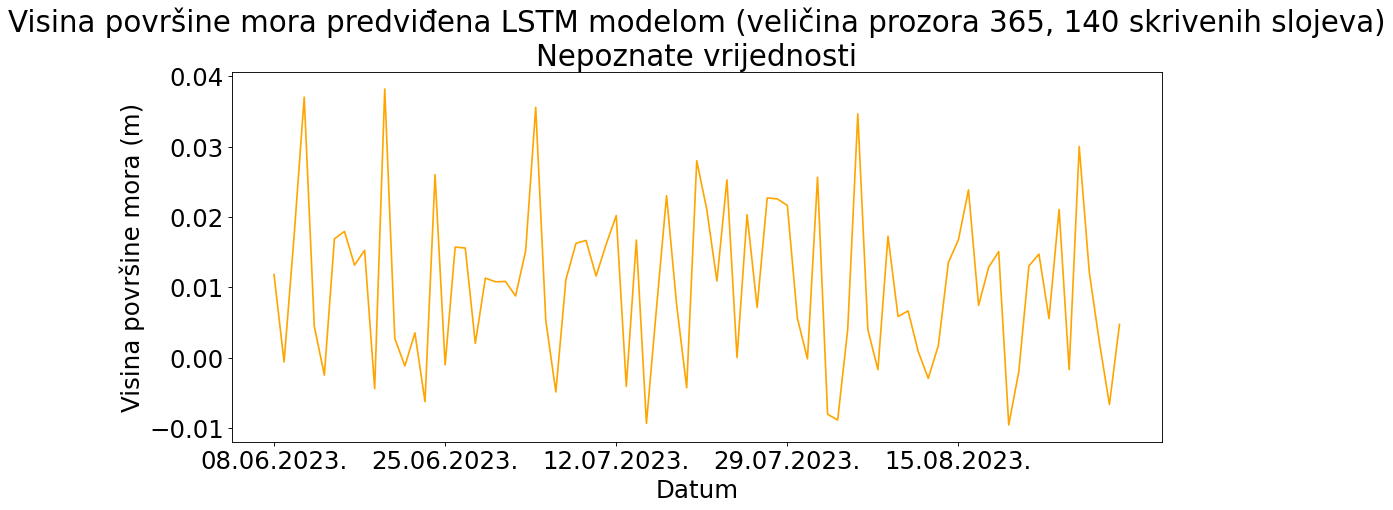 Visina površine mora predviđena LSTM modelom (veličina prozora 365, 140 skrivenih slojeva)
Nepoznate vrijednosti
Visina površine mora (m)
0.04
0.03
0.02
0.01
0.00
−0.01
08.06.2023. 25.06.2023. 12.07.2023. 29.07.2023. 15.08.2023.
Datum